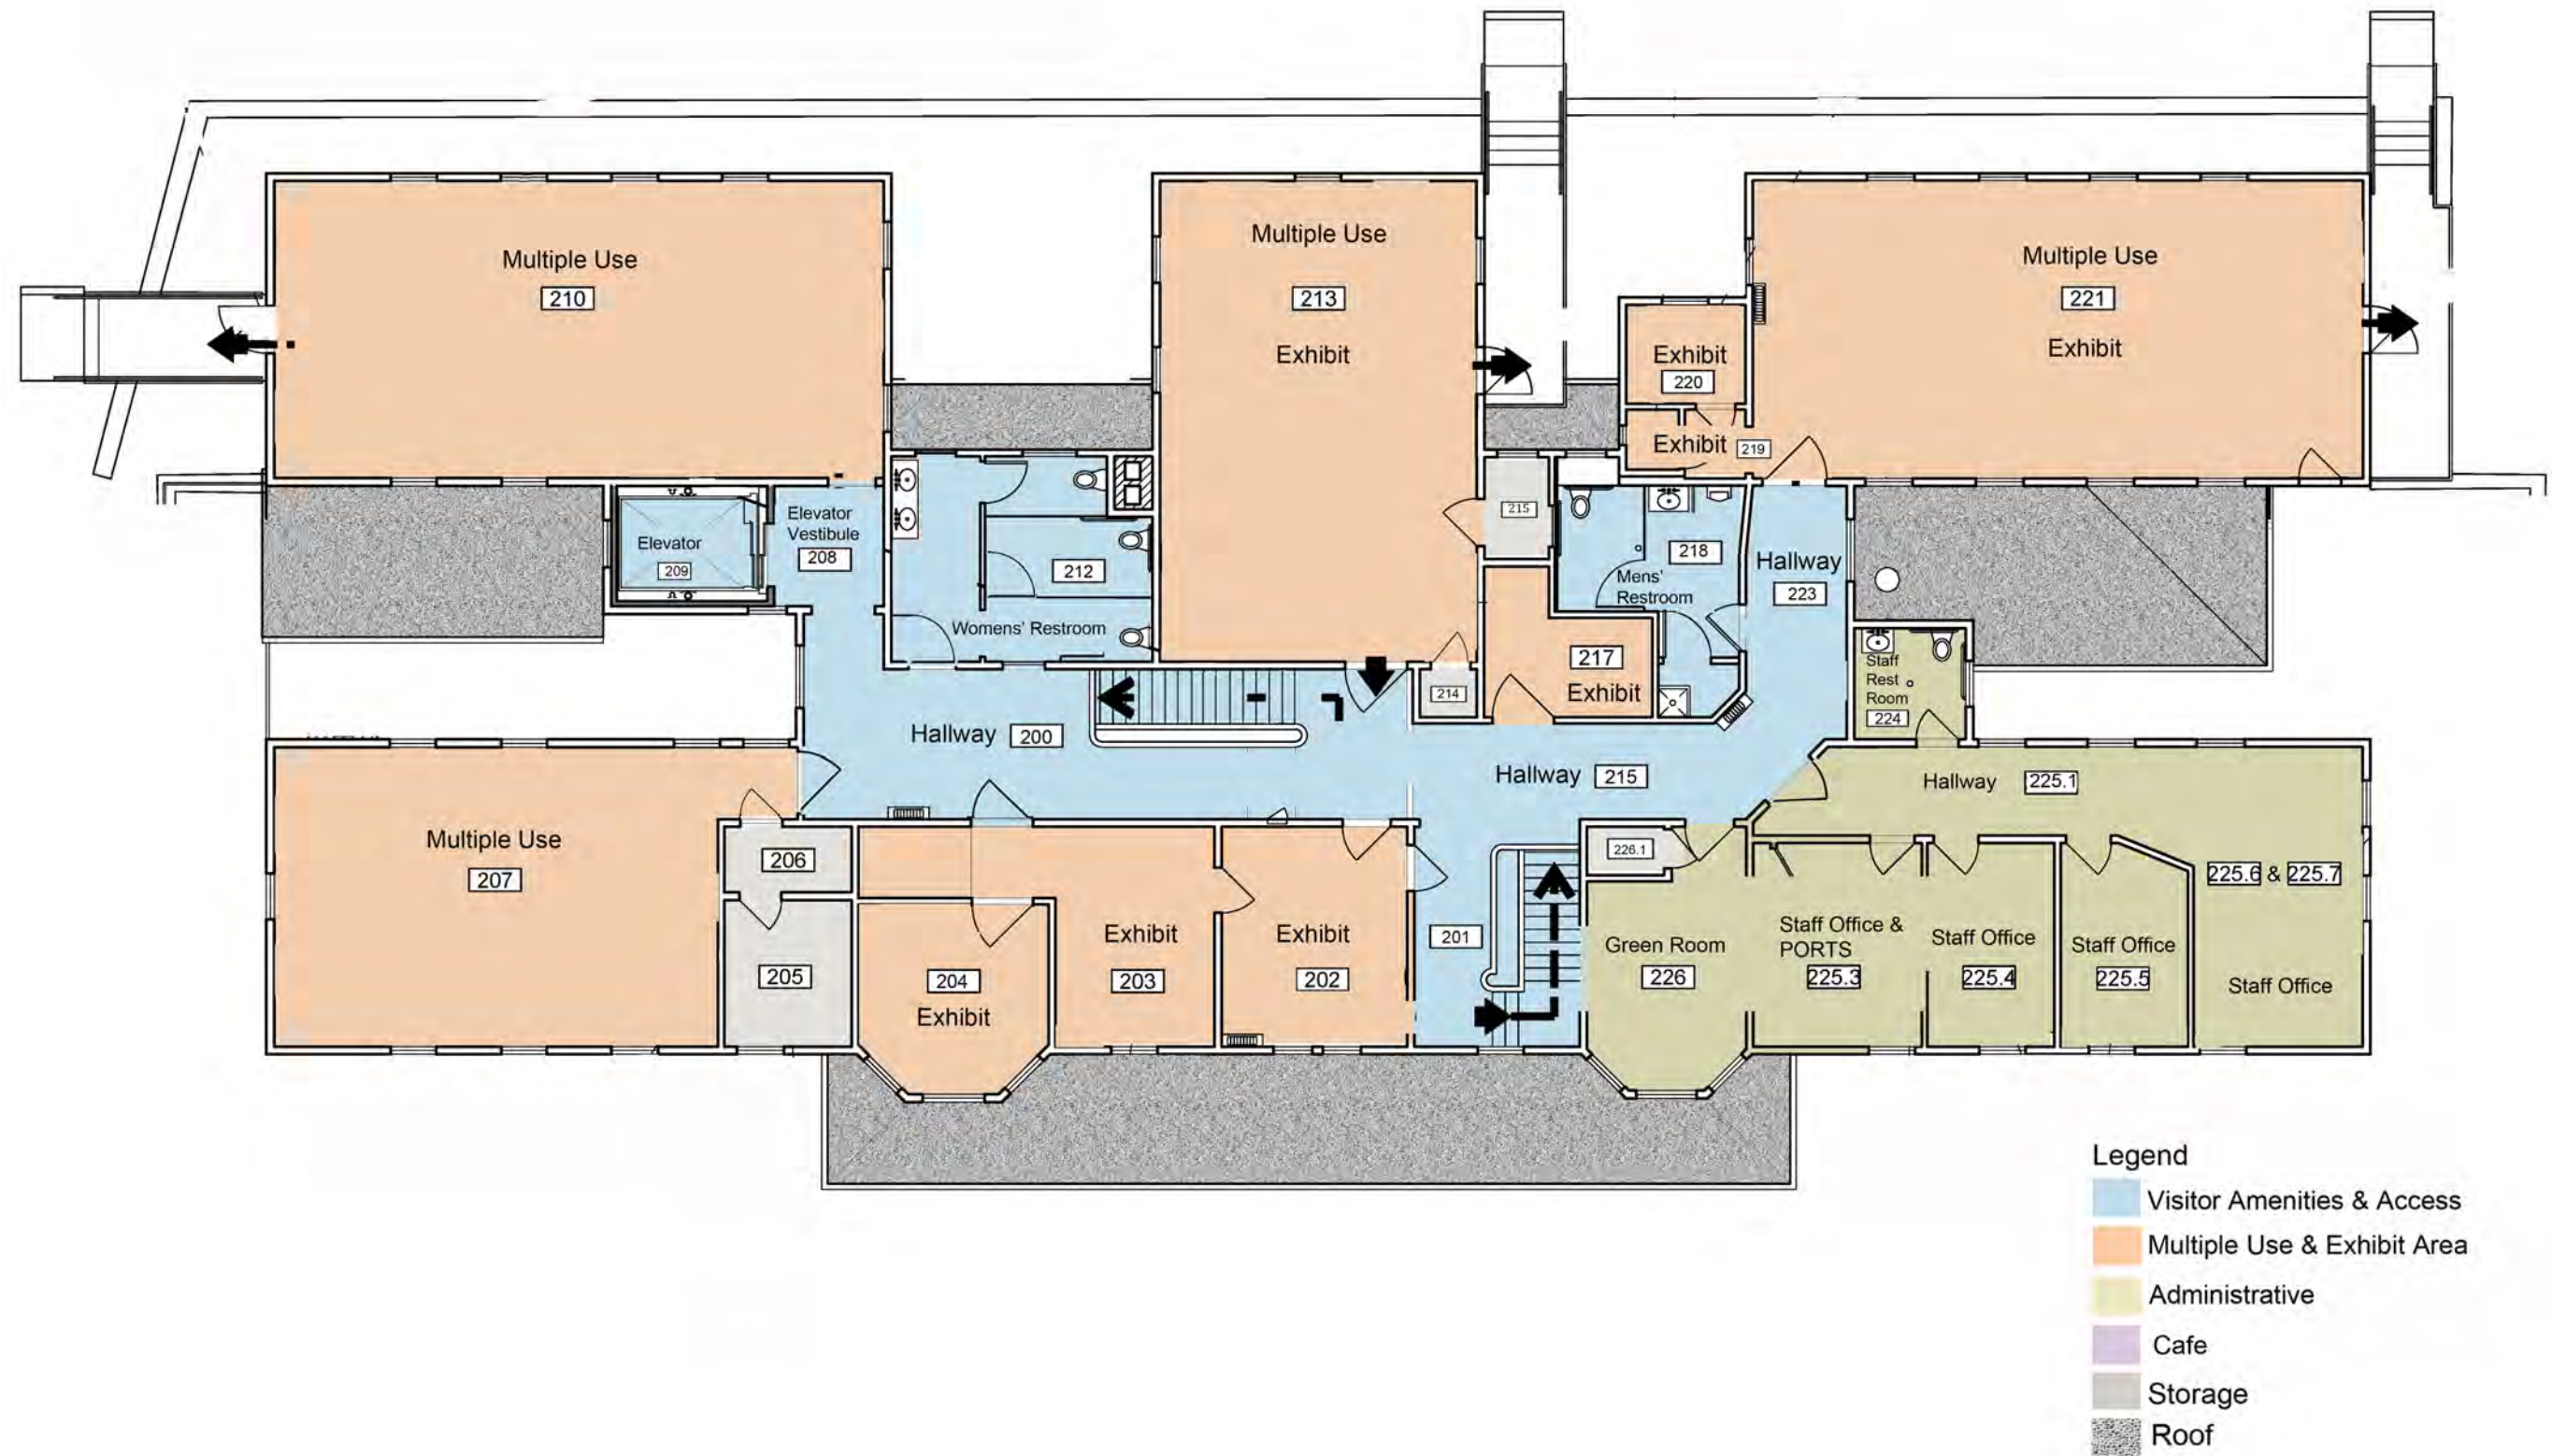 Multiple Use
210
Multiple Use
213
Exhibit
Multiple Use
221
Exhibit
Exhibit
220
Exhibit 219
Elevator
209
Elevator
Vestibule
208
212
Womens' Restroom
215
218
Mens'
Restroom
Hallway
223
217
Exhibit
214
Staff
Rest
Room
224
Hallway 200
Hallway 215
Hallway 225.1
Multiple Use
207
206
205
204
Exhibit
Exhibit
203
Exhibit
202
201
226.1
Green Room
226
Staff Office &
PORTS
225.3
Staff Office
225.4
Staff Office
225.5
225.6 & 225.7
Staff Office
Legend
Visitor Amenities & Access
Multiple Use & Exhibit Area
Administrative
Cafe
Storage
Roof